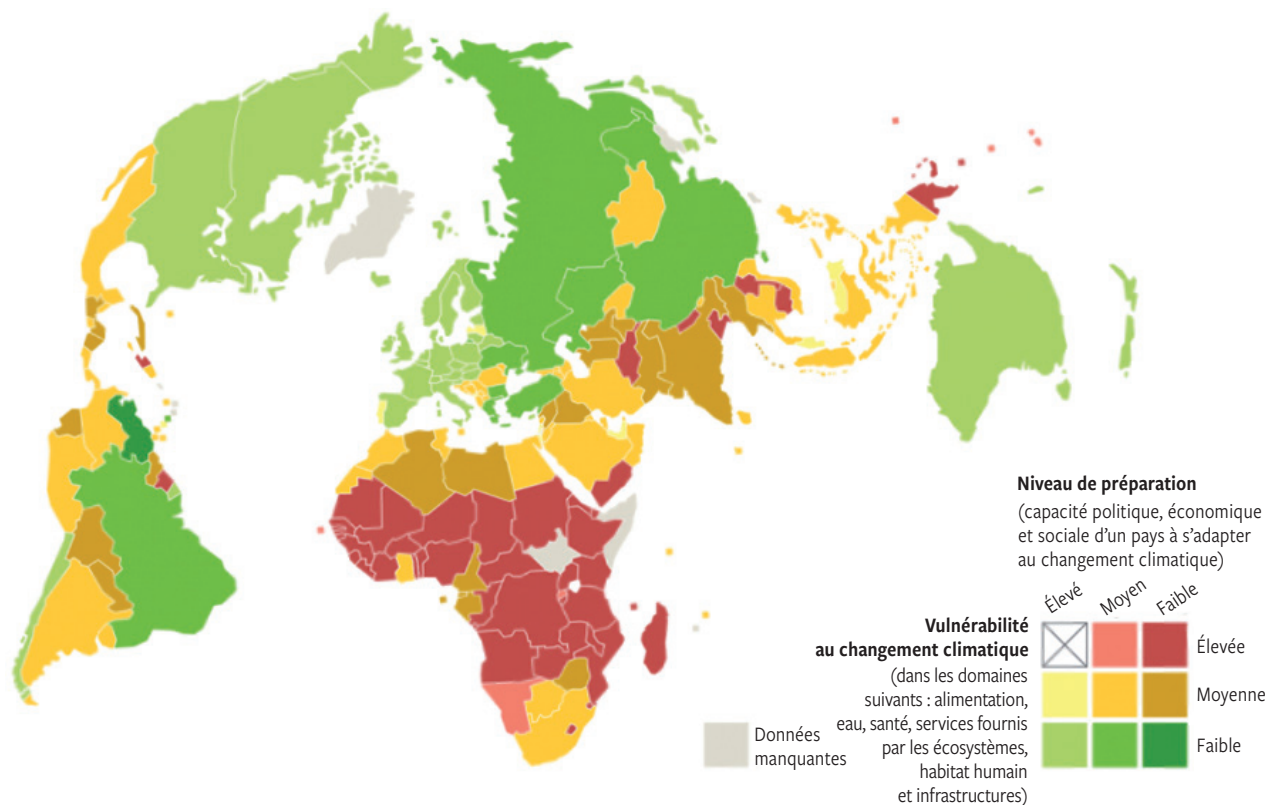 Niveau de préparation
(capacité politique, économique
et sociale d'un pays à s'adapter
au changement climatique)
Élevé
Moyen
Faible
Vulnérabilité
au changement climatique
(dans les domaines
suivants : alimentation,
eau, santé, services fournis
par les écosystèmes,
habitat humain
et infrastructures)
Élevée
Moyenne
Faible
Données
manquantes